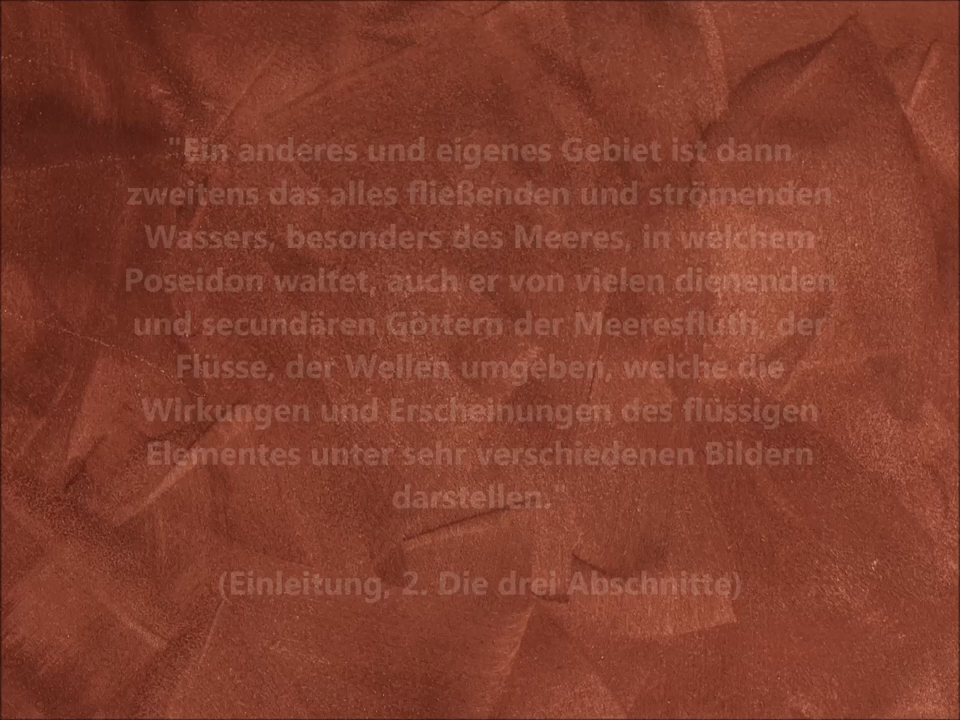 "Ein anderes und eigenes Gebiet ist dann
zweitens das alles fließenden und strömenden
Wassers, besonders des Meeres, in welchem
Poseidon waltet, auch er von vielen dienenden
und secundären Göttern der Meeresfluth, der
Flüsse, der Wellen umgeben, welche die
Wirkungen und Erscheinungen des flüssigen
Elementes unter sehr verschiedenen Bildern
darstellen."
(Einleitung, 2. Die drei Abschnitte)